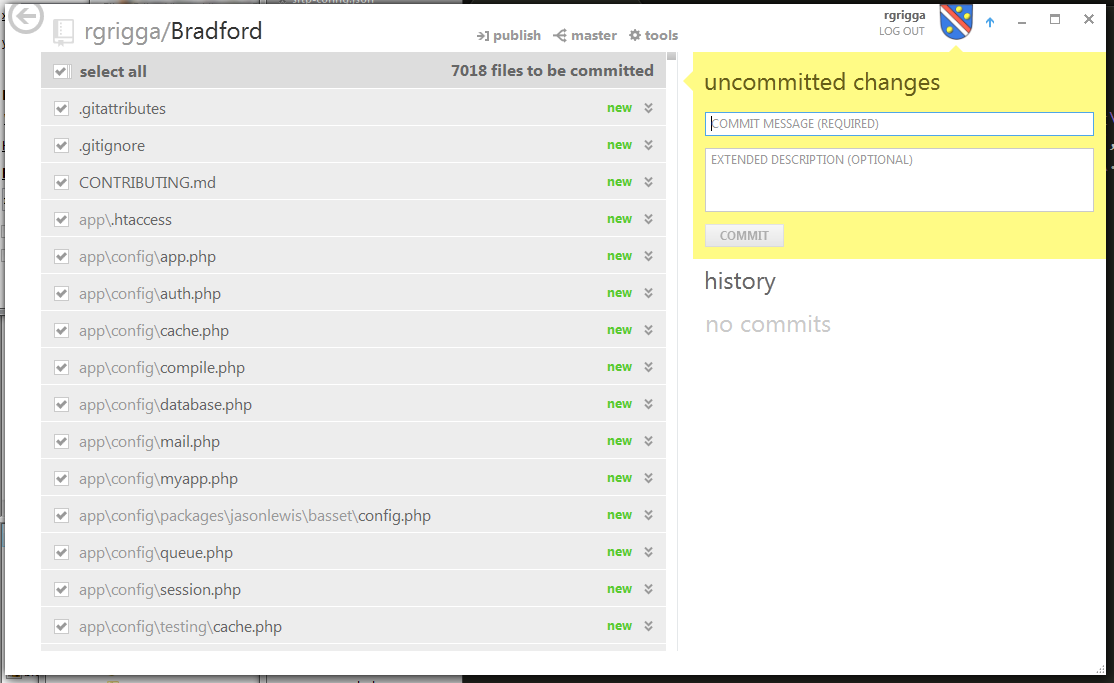 sftp-config.json
rgrigga/Bradford
publish master tools
rgrigga
LOG OUT
select all 7018 files to be committed
.gitattributes new
.gitignore new
CONTRIBUTING.md new
app\.htaccess new
app\config\app.php new
app\config\auth.php new
app\config\cache.php new
app\config\compile.php new
app\config\database.php new
app\config\mail.php new
app\config\myapp.php new
app\config\packages\jasonlewis\basset\config.php new
app\config\queue.php new
app\config\session.php new
app\config\testing\cache.php new
uncommitted changes
COMMIT MESSAGE (REQUIRED)
EXTENDED DESCRIPTION (OPTIONAL)
COMMIT
history
no commits